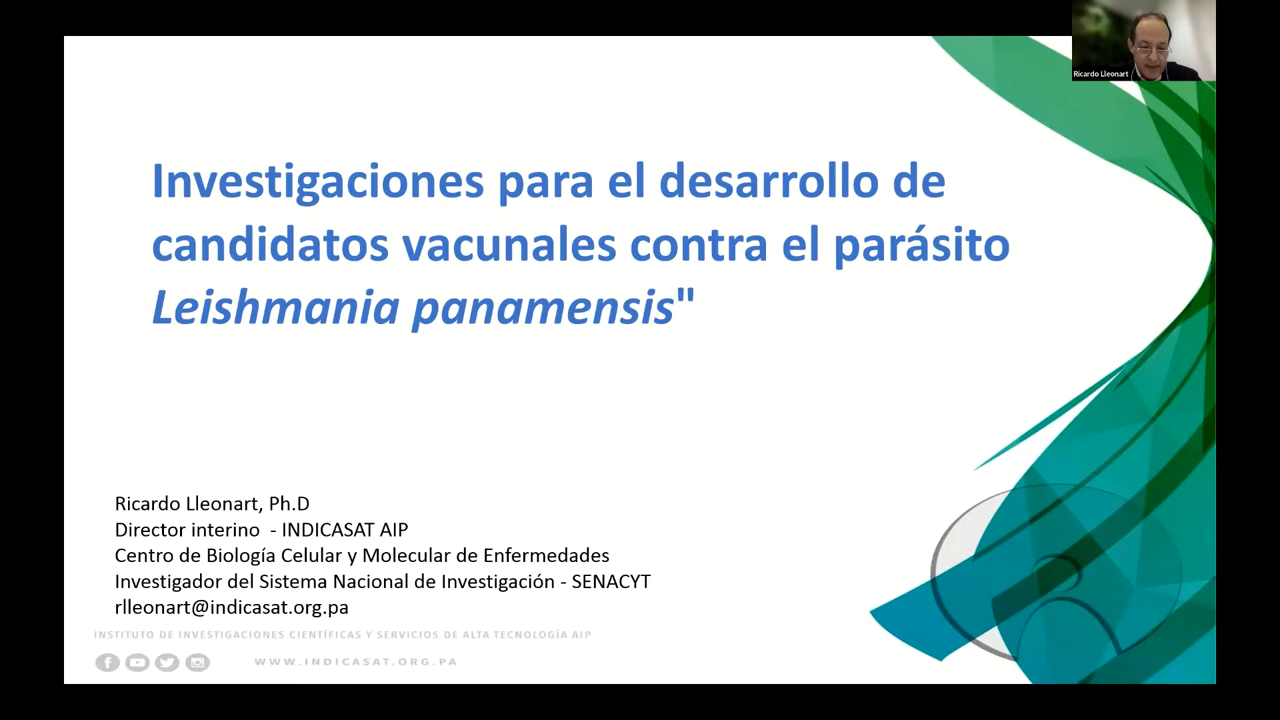 Ricardo Lleonart
Investigaciones para el desarrollo de
candidatos vacunales contra el parásito
Leishmania panamensis"
Ricardo Lleonart, Ph.D
Director interino - INDICASAT AIP
Centro de Biología Celular y Molecular de Enfermedades
Investigador del Sistema Nacional de Investigación - SENACYT
rlleonart@indicasat.org.pa
INSTITUTO DE INVESTIGACIONES CIENTÍFICAS Y SERVICIOS DE ALTA TECNOLOGÍA AIP
WWW.INDICASAT.ORG.PA